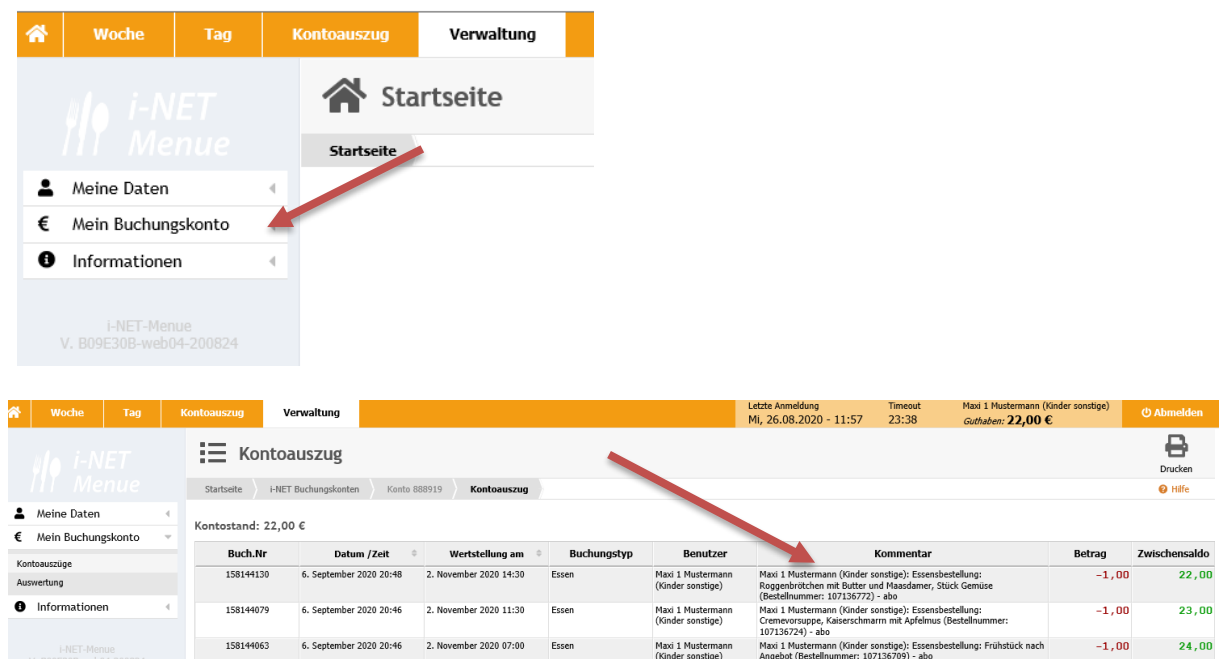 Woche Tag Kontoauszug Verwaltung
i-NET
Menue
Startseite
Startseite
Meine Daten
€ Mein Buchungskonto
Informationen
i-NET-Menue
V. B09E30B-web04-200824
Woche Tag Kontoauszug Verwaltung
Letzte Anmeldung Timeout Maxi 1 Mustermann (Kinder sonstige)
Mi, 26.08.2020 - 11:57 23:38 Guthaben: 22,00 € Abmelden
i-NET
Menue
Kontoauszug
Drucken
Startseite i-NET Buchungskonten Konto 888919 Kontoauszug
Hilfe
Meine Daten
€ Mein Buchungskonto
Kontoauszüge
Auswertung
Informationen
i-NET-Menue
Kontostand: 22,00 €
Buch.Nr Datum /Zeit Wertstellung am Buchungstyp Benutzer Kommentar Betrag Zwischensaldo
158144130 6. September 2020 20:48 2. November 2020 14:30 Essen Maxi 1 Mustermann Maxi 1 Mustermann (Kinder sonstige): Essensbestellung: -1,00 22,00
(Kinder sonstige) Roggenbrötchen mit Butter und Maasdamer, Stück Gemüse
(Bestellnummer: 107136772) - abo
158144079 6. September 2020 20:46 2. November 2020 11:30 Essen Maxi 1 Mustermann Maxi 1 Mustermann (Kinder sonstige): Essensbestellung: -1,00 23,00
(Kinder sonstige) Cremevorsuppe, Kaiserschmarrn mit Apfelmus (Bestellnummer:
107136724) - abo
158144063 6. September 2020 20:46 2. November 2020 07:00 Essen Maxi 1 Mustermann Maxi 1 Mustermann (Kinder sonstige): Essensbestellung: Frühstück nach -1,00 24,00
(Kinder sonstige) Angebot (Bestellnummer: 107136709) - abo